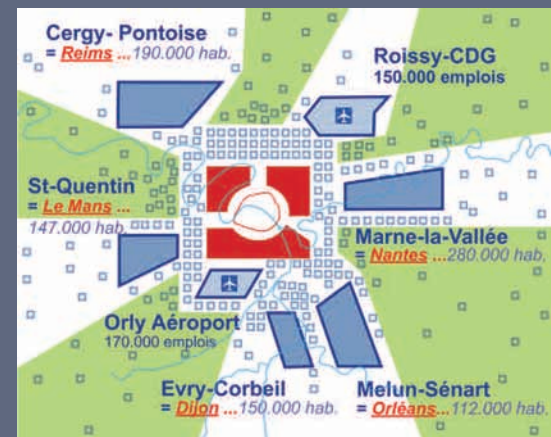 Cergy- Pontoise
= Reims ...190.000 hab.
Roissy-CDG
150.000 emplois
St-Quentin
= Le Mans ...
147.000 hab.
Marne-la-Vallée
= Nantes ...280.000 hab.
Orly Aéroport
170.000 emplois
Evry-Corbeil
= Dijon ...150.000 hab.
Melun-Sénart
= Orléans...112.000 hab.